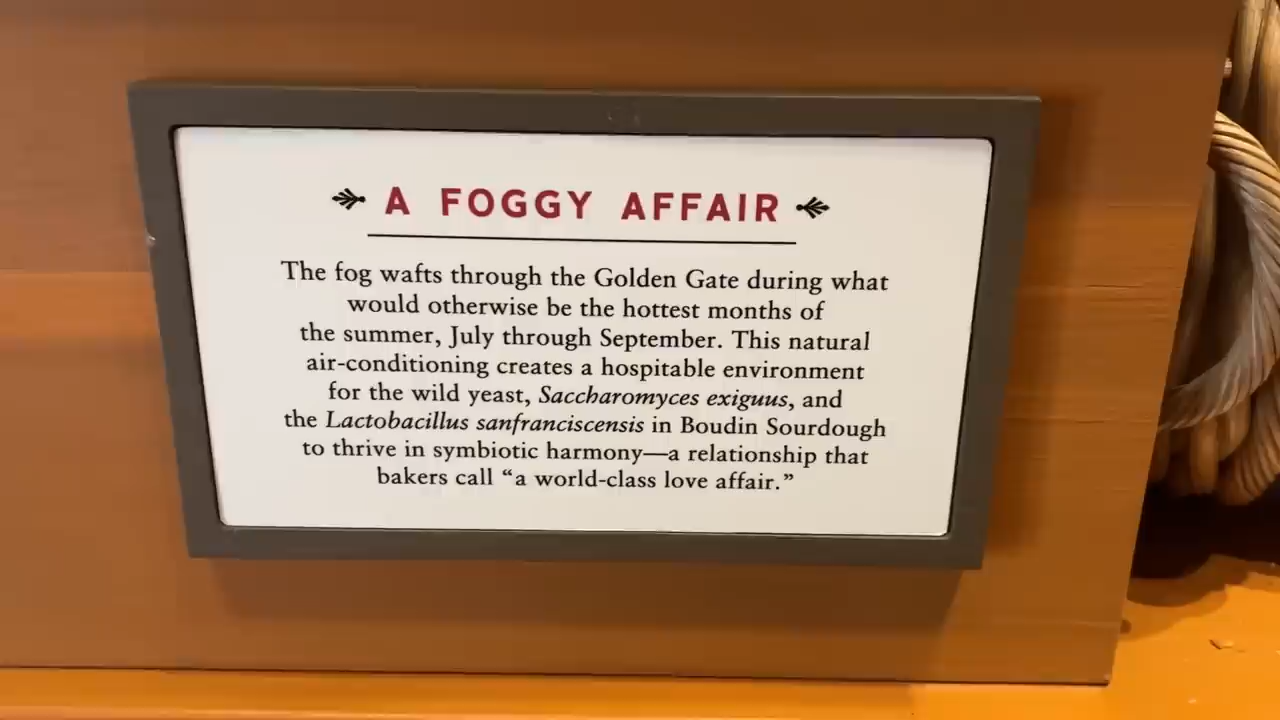 A FOGGY AFFAIR
The fog wafts through the Golden Gate during what
would otherwise be the hottest months of
the summer, July through September. This natural
air-conditioning creates a hospitable environment
for the wild yeast, Saccharomyces exiguus, and
the Lactobacillus sanfranciscensis in Boudin Sourdough
to thrive in symbiotic harmony—a relationship that
bakers call “a world-class love affair.”